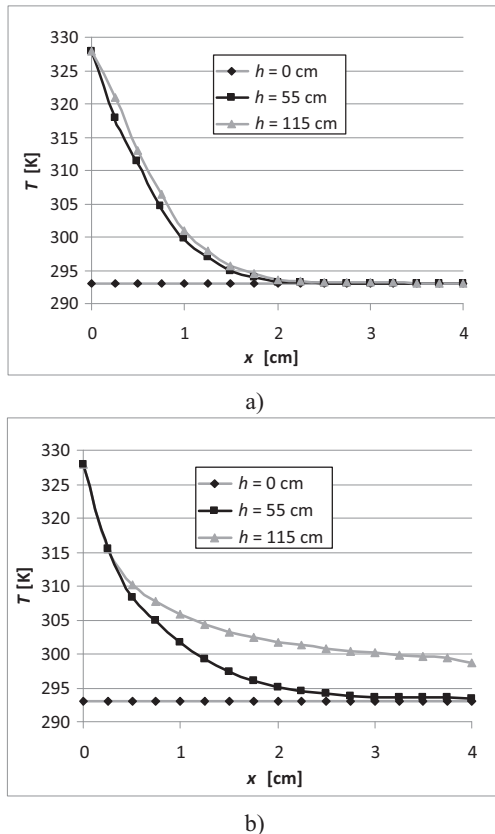 330
325
320
315
310
305
300
295
290
T [K]
h = 0 cm
h = 55 cm
h = 115 cm
0 1 2 3 4
x [cm]
a)
330
325
320
315
310
305
300
295
290
T [K]
h = 0 cm
h = 55 cm
h = 115 cm
0 1 2 3 4
x [cm]
b)